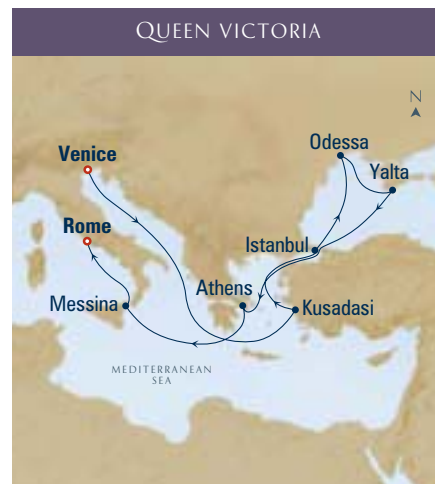 QUEEN VICTORIA
N
Odessa
Venice
Yalta
Rome
Istanbul
Athens
Messina
Kusadasi
MEDITERRANEAN
SEA